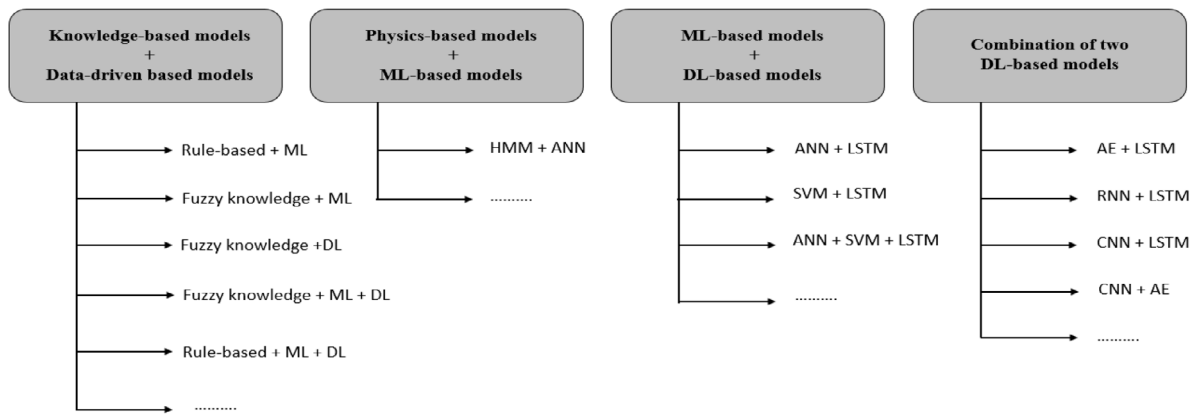 Knowledge-based models
+
Data-driven based models
Rule-based + ML
Fuzzy knowledge + ML
Fuzzy knowledge +DL
Fuzzy knowledge + ML + DL
Rule-based + ML + DL
..........
Physics-based models
+
ML-based models
HMM + ANN
..........
ML-based models
+
DL-based models
ANN + LSTM
SVM + LSTM
ANN + SVM + LSTM
..........
Combination of two
DL-based models
AE + LSTM
RNN + LSTM
CNN + LSTM
CNN + AE
..........